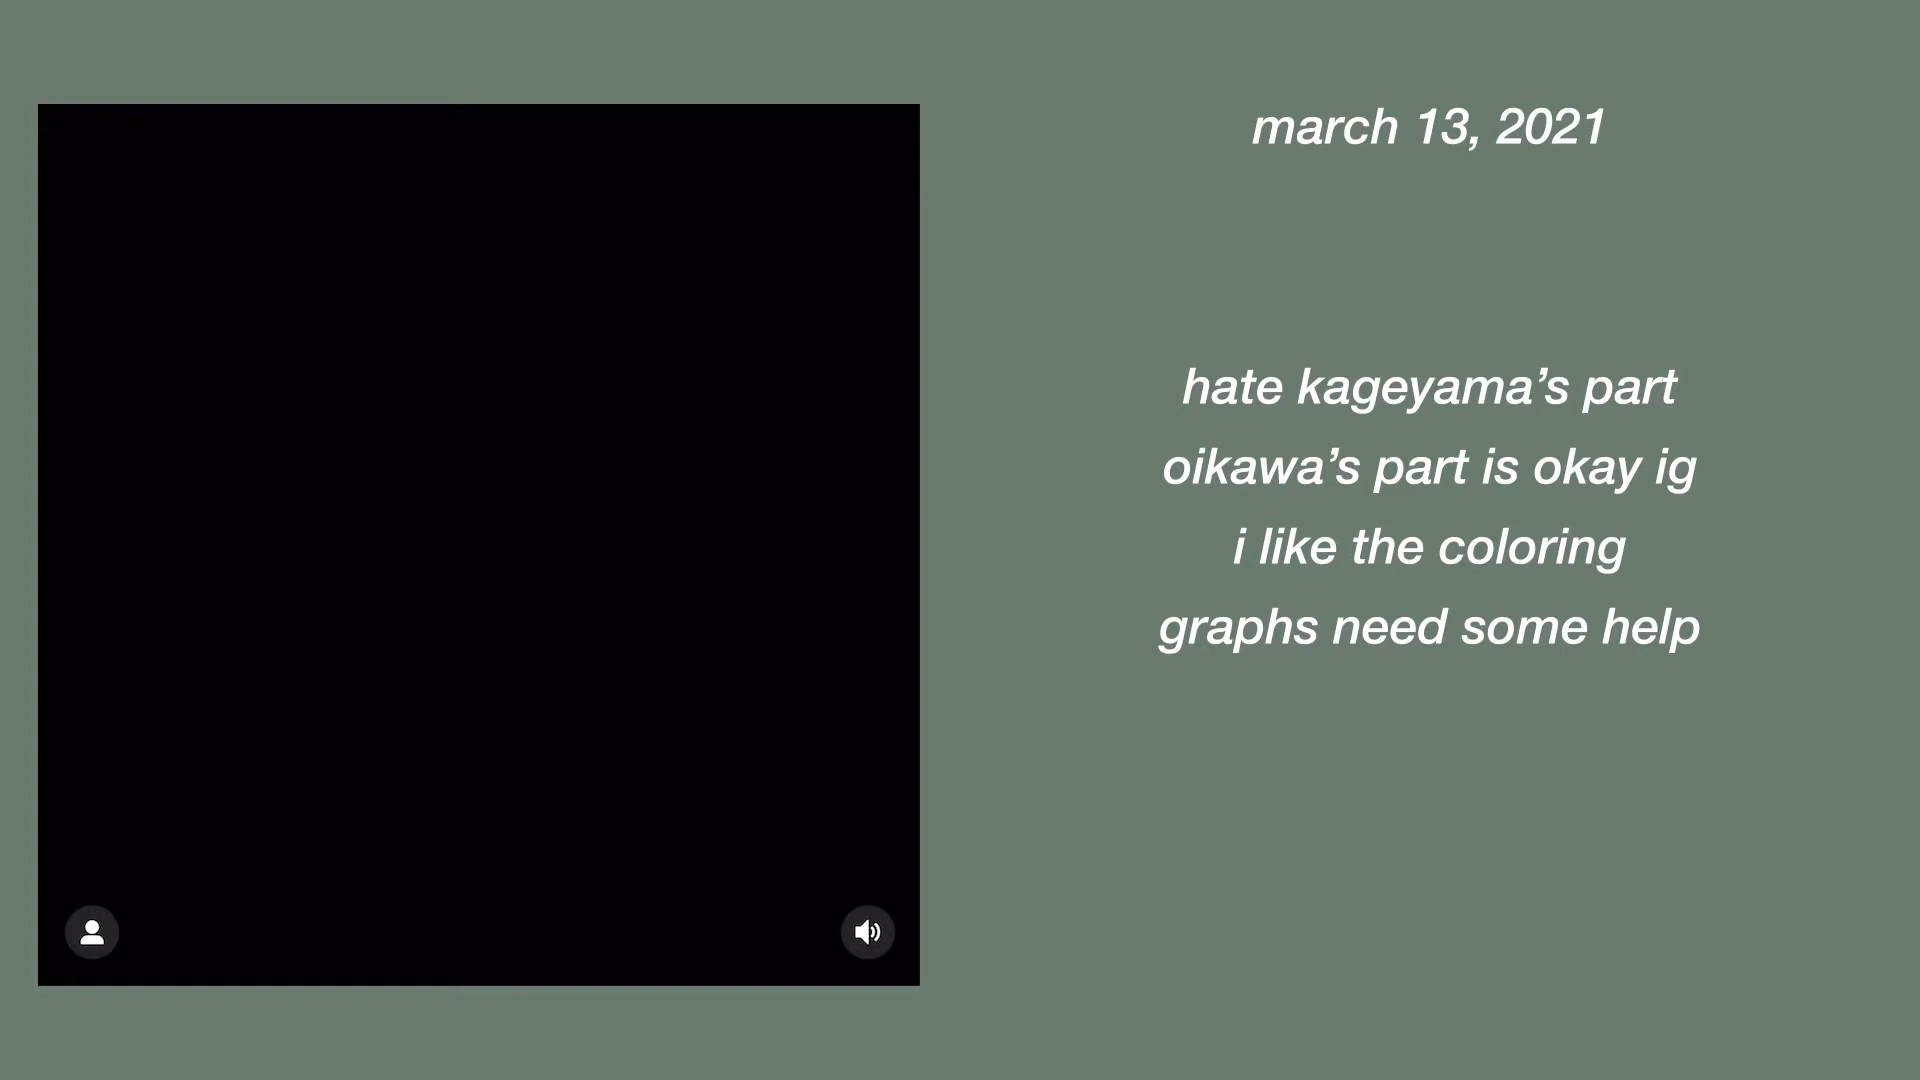 march 13, 2021
hate kageyama’s part
oikawa’s part is okay ig
i like the coloring
graphs need some help